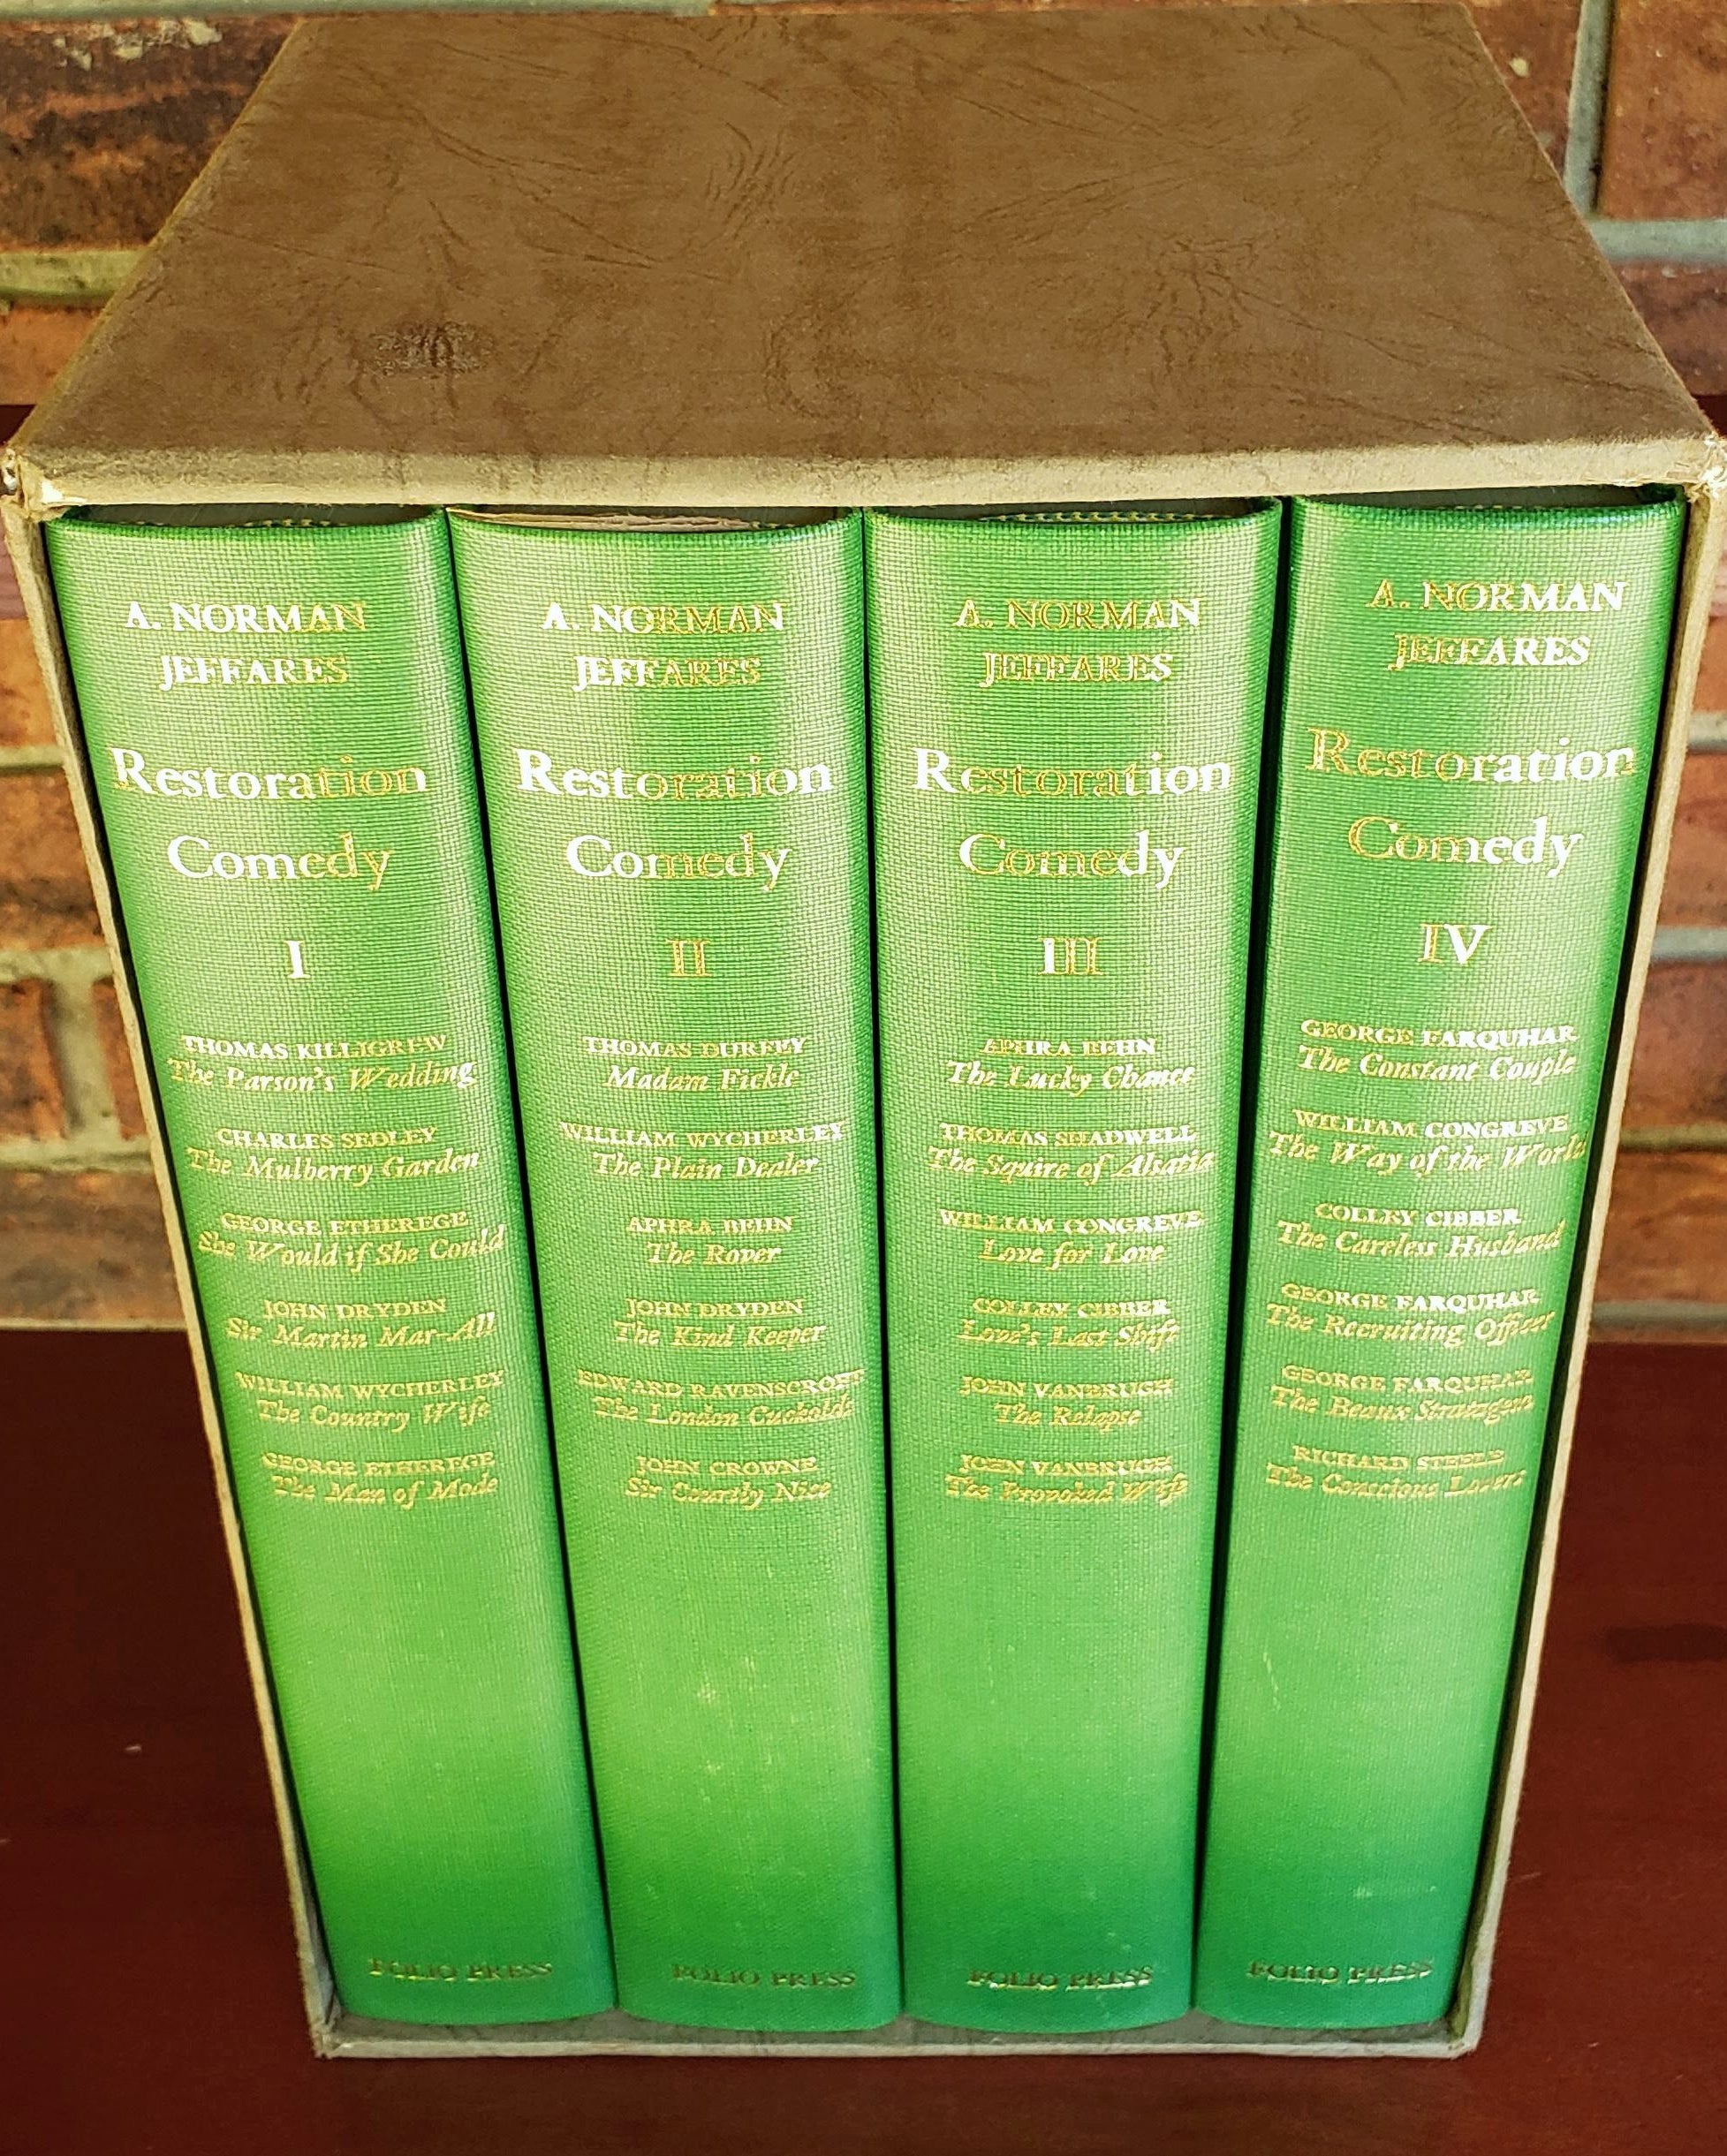 A. NORMAN
JEFFARES
Restoration
Comedy
I
THOMAS KILLIGREW
The Parson's Wedding
CHARLES SEDLEY
The Mulberry Garden
GEORGE ETHEREGE
She Would if She Could
JOHN DRYDEN
Sir Martin Mar-All
WILLIAM WYCHERLEY
The Country Wife
GEORGE ETHEREGE
The Man of Mode
FOLIO PRESS
A. NORMAN
JEFFARES
Restoration
Comedy
II
THOMAS DURFEY
Madam Fickle
WILLIAM WYCHERLEY
The Plain Dealer
APHRA BEHN
The Rover
JOHN DRYDEN
The Kind Keeper
EDWARD RAVENSCROFT
The London Cuckolds
JOHN CROWNE
Sir Courtly Nice
FOLIO PRESS
A. NORMAN
JEFFARES
Restoration
Comedy
III
APHRA BEHN
The Lucky Chance
THOMAS SHADWELL
The Squire of Alsatia
WILLIAM CONGREVE
Love for Love
COLLEY CIBBER
Love's Last Shift
JOHN VANBRUGH
The Relapse
JOHN VANBRUGH
The Provoked Wife
FOLIO PRESS
A. NORMAN
JEFFARES
Restoration
Comedy
IV
GEORGE FARQUHAR
The Constant Couple
WILLIAM CONGREVE
The Way of the World
COLLEY CIBBER
The Careless Husband
GEORGE FARQUHAR
The Recruiting Officer
GEORGE FARQUHAR
The Beaux Stratagem
RICHARD STEELE
The Conscious Lovers
FOLIO PRESS